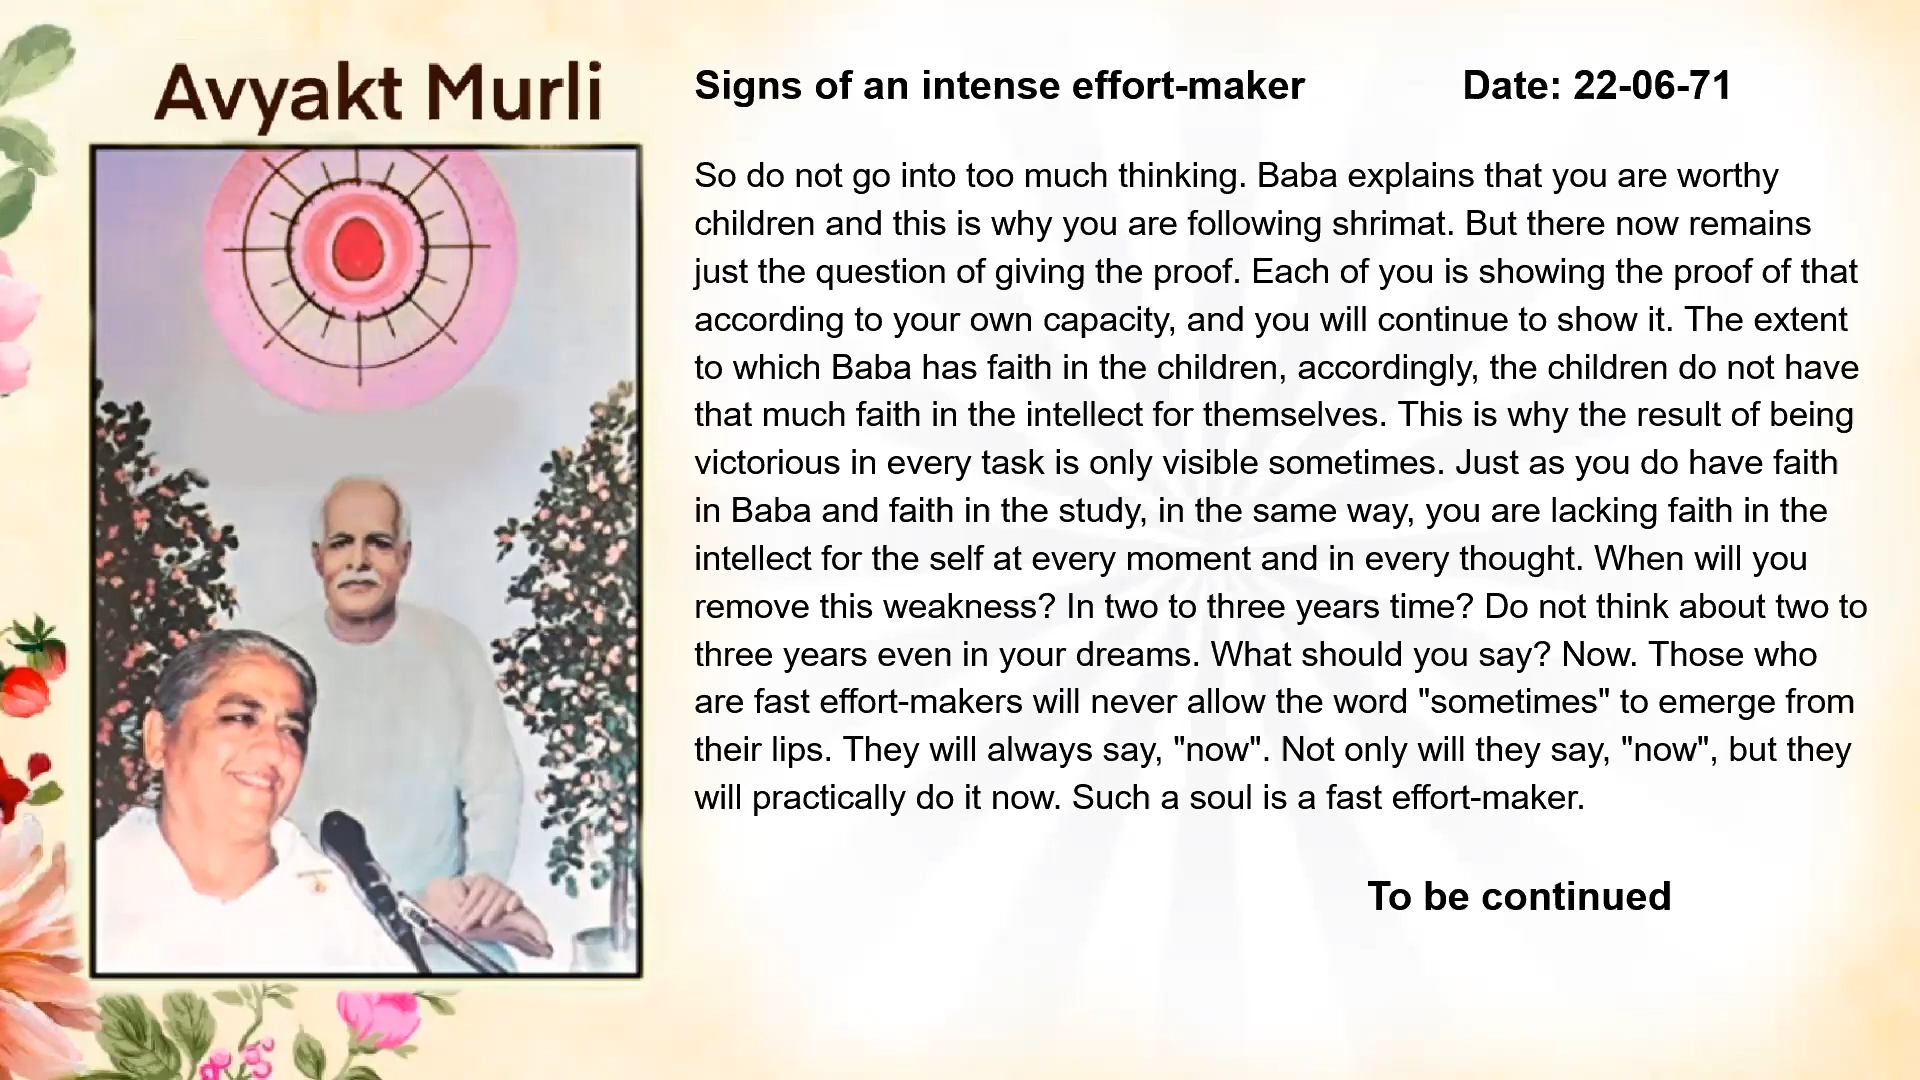 Avyakt Murli
Signs of an intense effort-maker Date: 22-06-71
So do not go into too much thinking. Baba explains that you are worthy
children and this is why you are following shrimat. But there now remains
just the question of giving the proof. Each of you is showing the proof of that
according to your own capacity, and you will continue to show it. The extent
to which Baba has faith in the children, accordingly, the children do not have
that much faith in the intellect for themselves. This is why the result of being
victorious in every task is only visible sometimes. Just as you do have faith
in Baba and faith in the study, in the same way, you are lacking faith in the
intellect for the self at every moment and in every thought. When will you
remove this weakness? In two to three years time? Do not think about two to
three years even in your dreams. What should you say? Now. Those who
are fast effort-makers will never allow the word "sometimes" to emerge from
their lips. They will always say, "now". Not only will they say, "now", but they
will practically do it now. Such a soul is a fast effort-maker.
To be continued